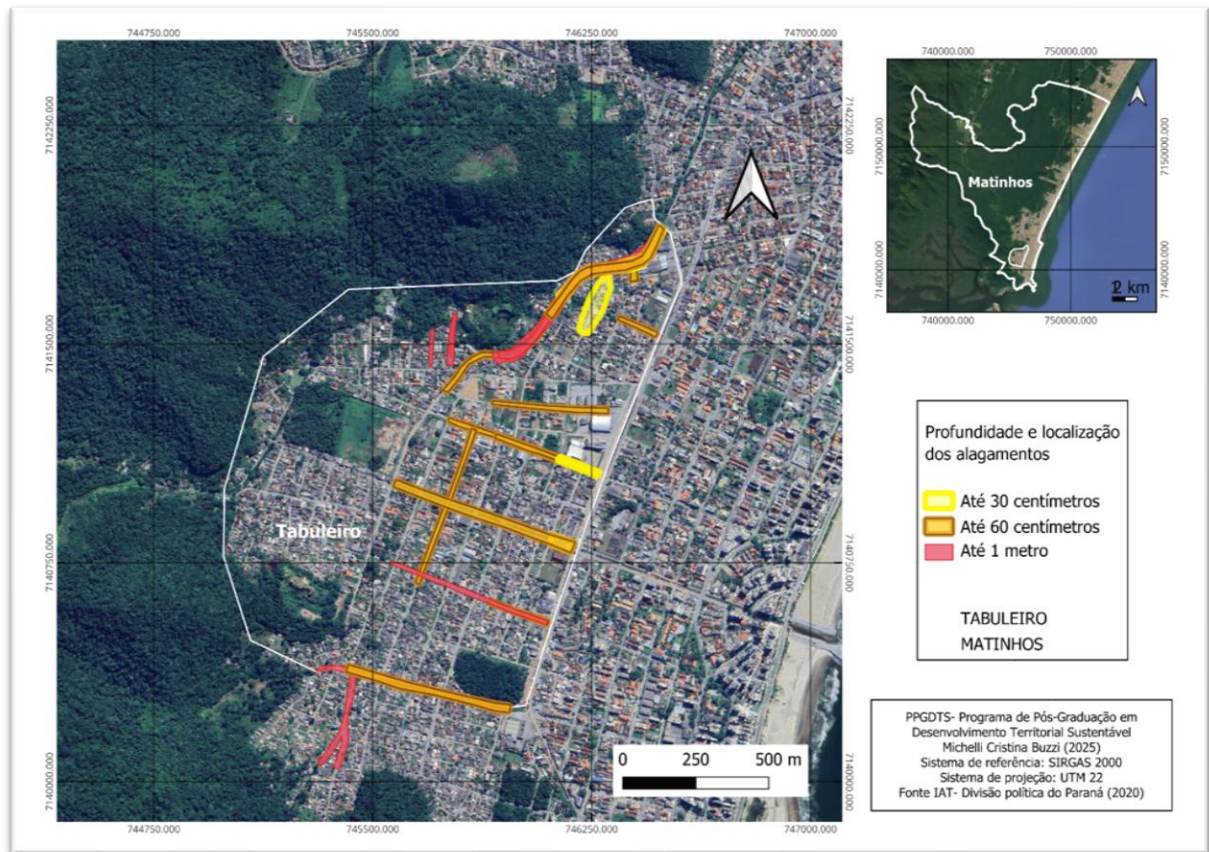 744750.000
745500.000
746250.000
747000.000
7142250.000
7142250.000
7141500.000
7141500.000
Tabuleiro
7140750.000
7140750.000
7140000.000
7140000.000
0 250 500 m
744750.000
745500.000
746250.000
747000.000
740000.000
750000.000
7150000.000
7150000.000
Matinhos
7140000.000
7140000.000
km
740000.000
750000.000
Profundidade e localização
dos alagamentos
Até 30 centímetros
Até 60 centímetros
Até 1 metro
TABULEIRO
MATINHOS
PPGDTS- Programa de Pós-Graduação em
Desenvolvimento Territorial Sustentável
Michelli Cristina Buzzi (2025)
Sistema de referência: SIRGAS 2000
Sistema de projeção: UTM 22
Fonte IAT- Divisão política do Paraná (2020)